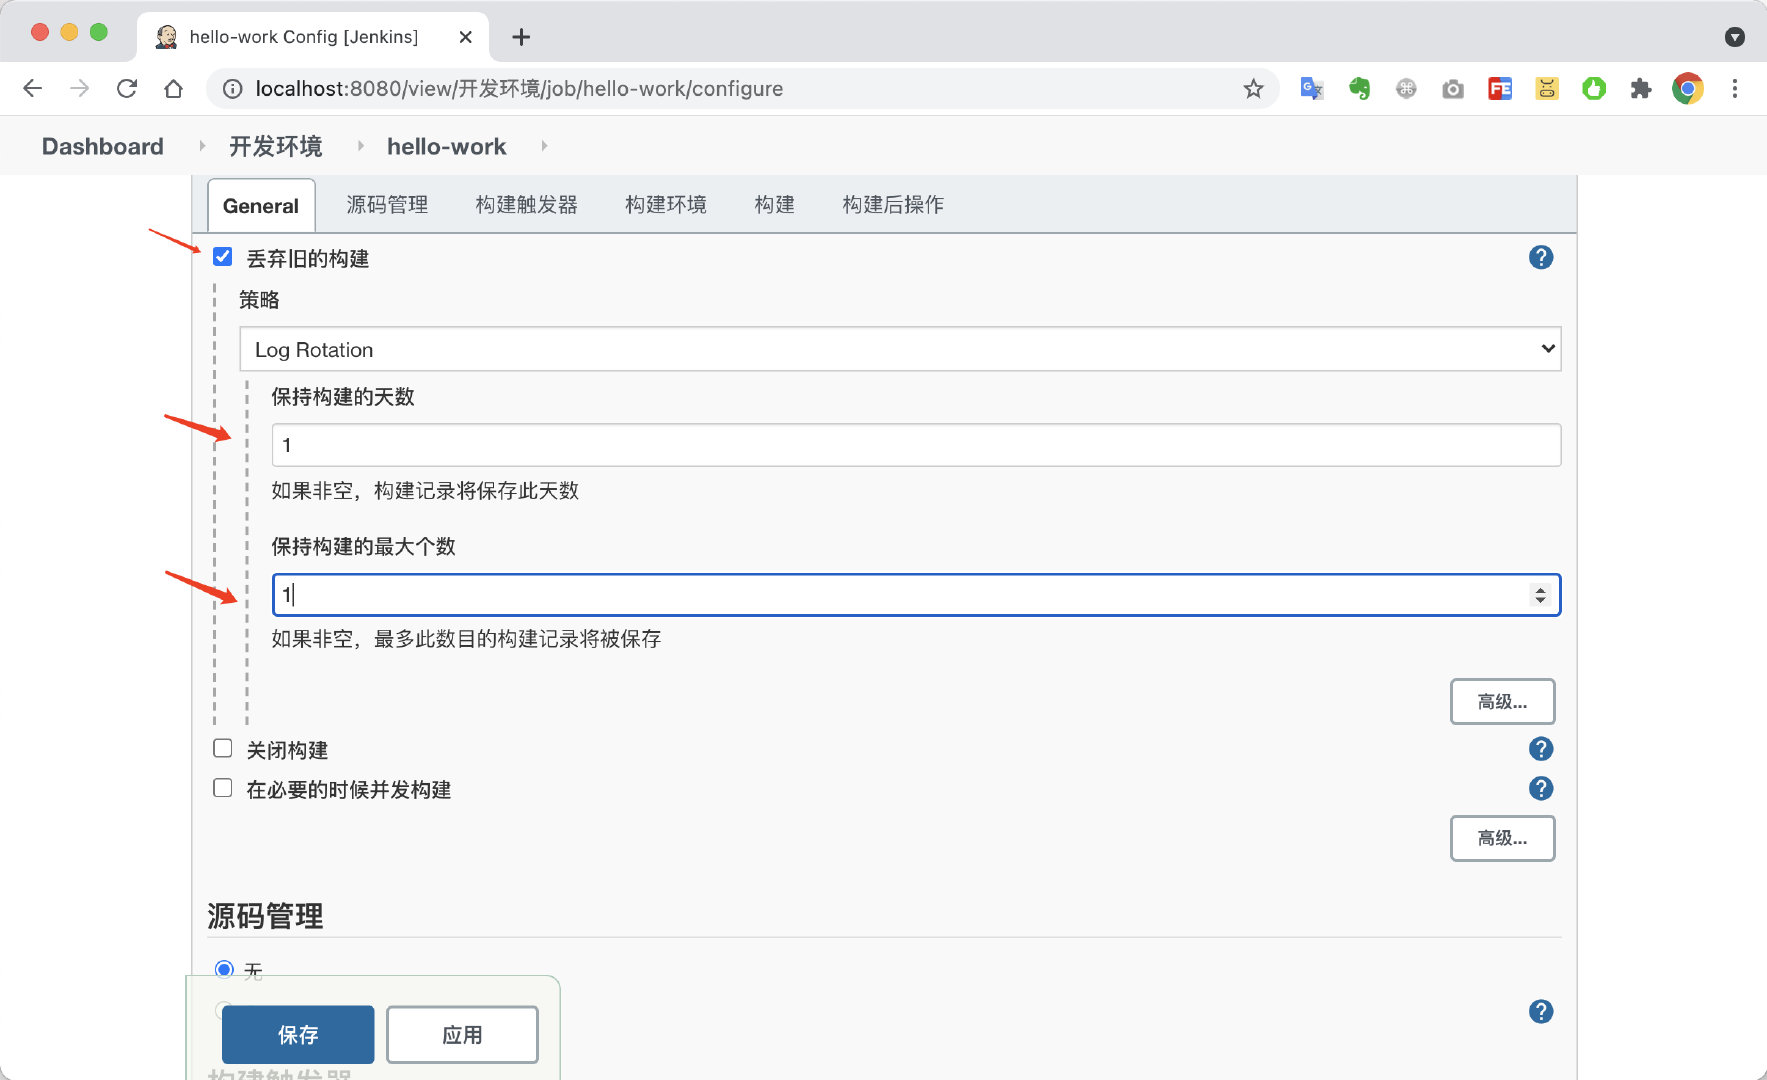 hello-work Config [Jenkins]
localhost:8080/view/开发环境/job/hello-work/configure
Dashboard 开发环境 hello-work
General 源码管理 构建触发器 构建环境 构建 构建后操作
丢弃旧的构建
策略
Log Rotation
保持构建的天数
1
如果非空，构建记录将保存此天数
保持构建的最大个数
1
如果非空，最多此数目的构建记录将被保存
高级...
关闭构建
在必要的时候并发构建
高级...
源码管理
无
保存 应用
构建触发器